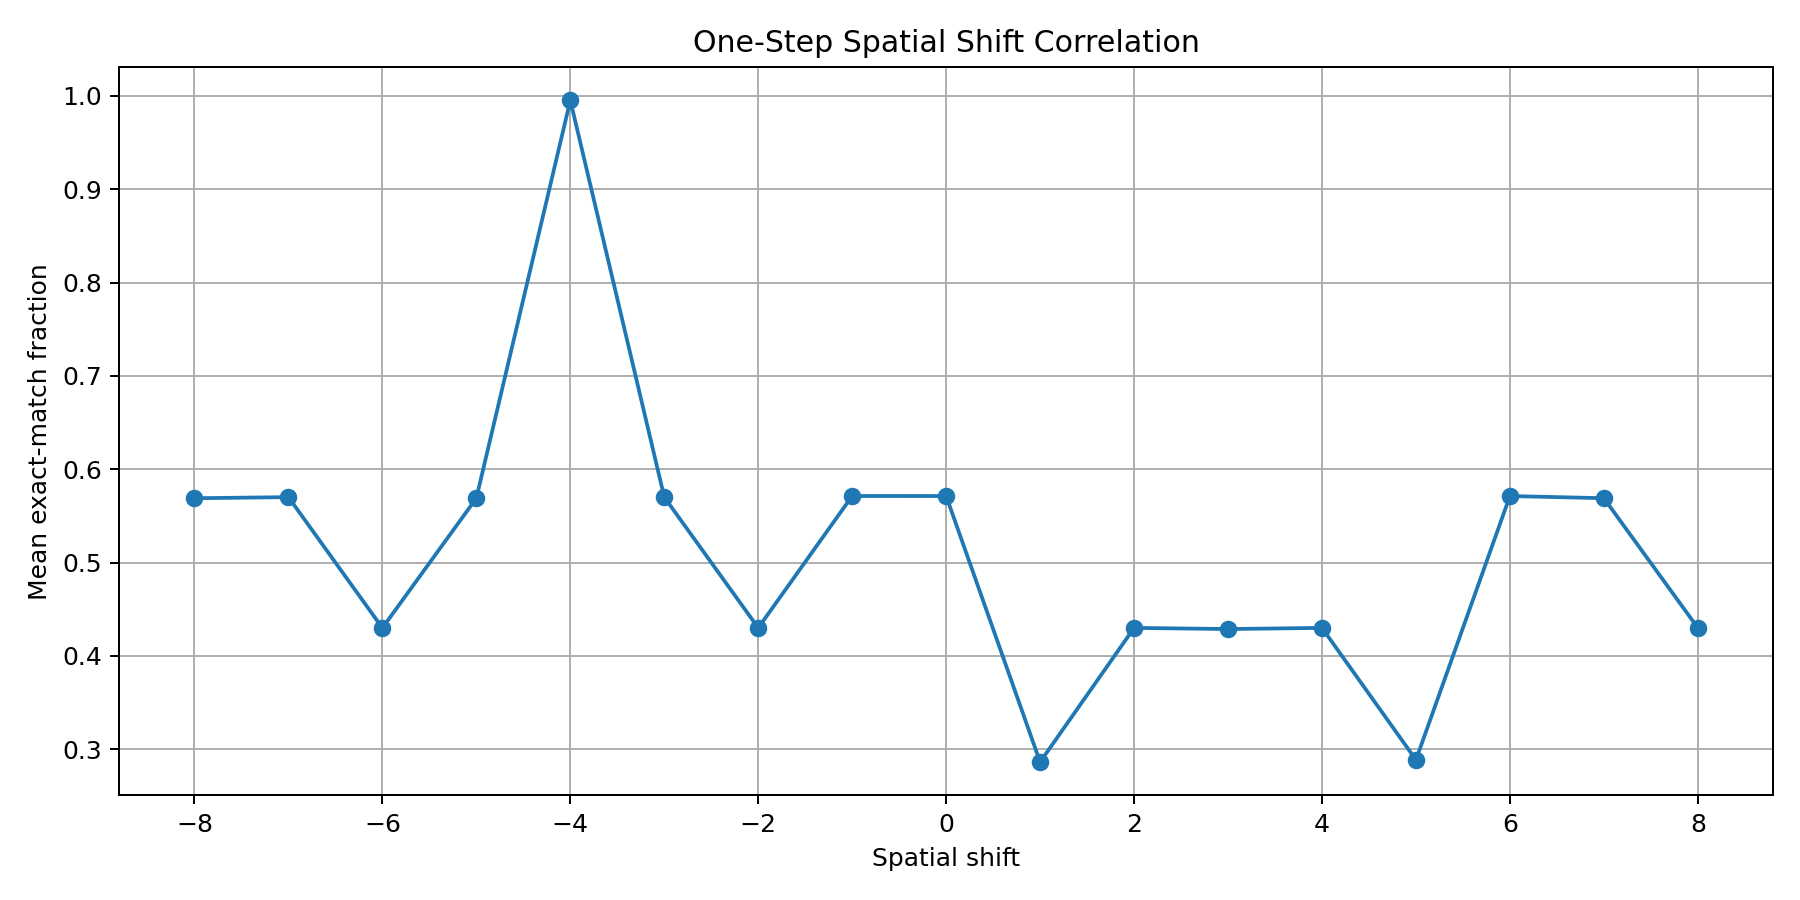 One-Step Spatial Shift Correlation
Mean exact-match fraction
1.0
0.9
0.8
0.7
0.6
0.5
0.4
0.3
−8 −6 −4 −2 0 2 4 6 8
Spatial shift